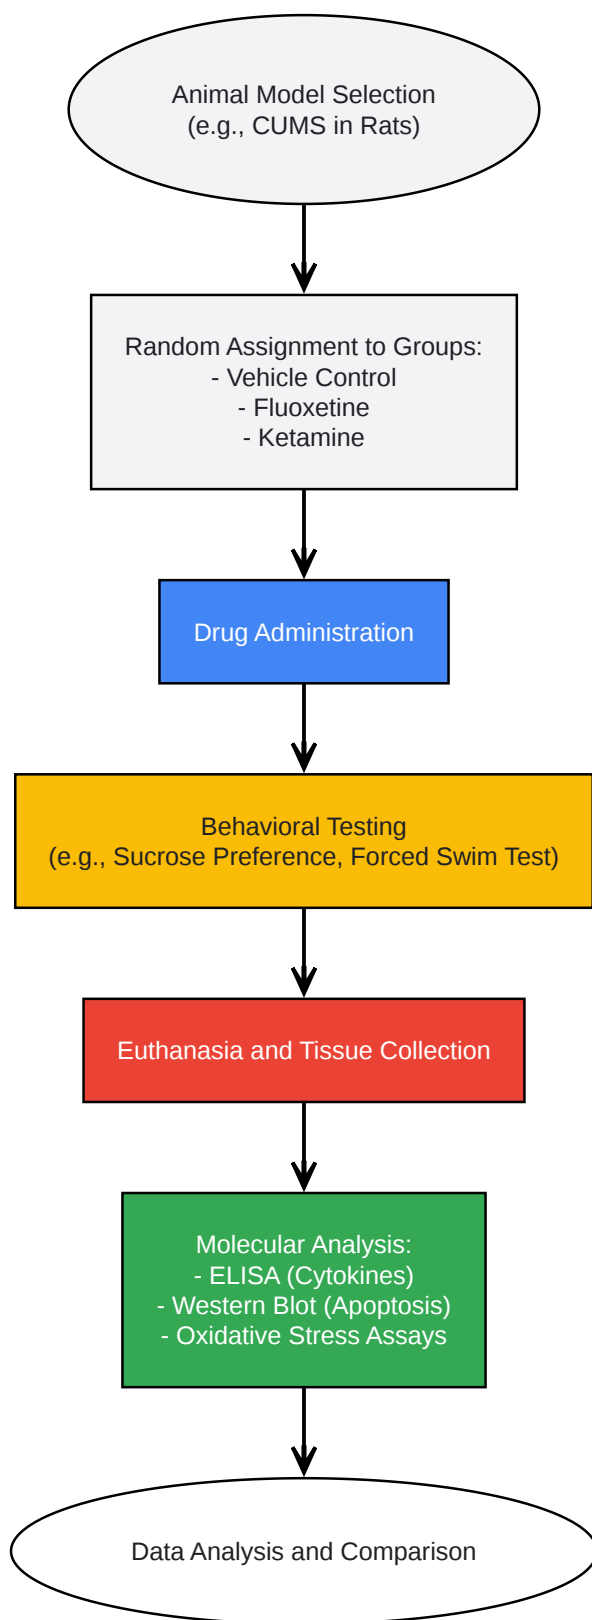 Animal Model Selection
(e.g., CUMS in Rats)
Random Assignment to Groups:
- Vehicle Control
- Fluoxetine
- Ketamine
Drug Administration
Behavioral Testing
(e.g., Sucrose Preference, Forced Swim Test)
Euthanasia and Tissue Collection
Molecular Analysis:
- ELISA (Cytokines)
- Western Blot (Apoptosis)
- Oxidative Stress Assays
Data Analysis and Comparison